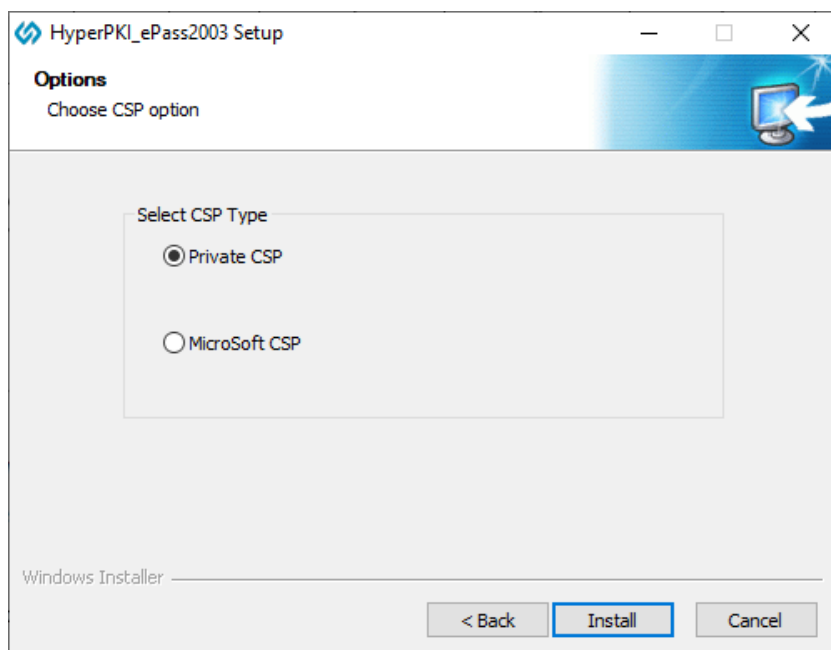 HyperPKI_ePass2003 Setup
Options
Choose CSP option
Select CSP Type
Private CSP
MicroSoft CSP
Windows Installer
< Back Install Cancel